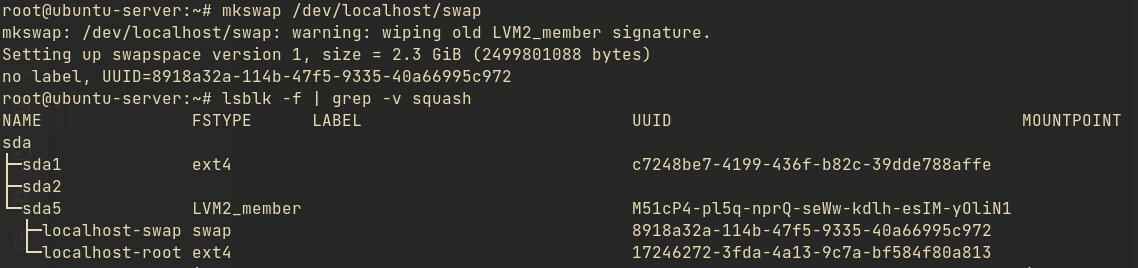 root@ubuntu-server:~# mkswap /dev/localhost/swap
mkswap: /dev/localhost/swap: warning: wiping old LVM2_member signature.
Setting up swapspace version 1, size = 2.3 GiB (2499801088 bytes)
no label, UUID=8918a32a-114b-47f5-9335-40a66995c972
root@ubuntu-server:~# lsblk -f | grep -v squash
NAME FSTYPE LABEL UUID MOUNTPOINT
sda
├─sda1 ext4 c7248be7-4199-436f-b82c-39dde788affe
├─sda2
└─sda5 LVM2_member M51cP4-pl5q-nprQ-seWw-kdlh-esIM-yOliN1
├─localhost-swap swap 8918a32a-114b-47f5-9335-40a66995c972
└─localhost-root ext4 17246272-3fda-4a13-9c7a-bf584f80a813